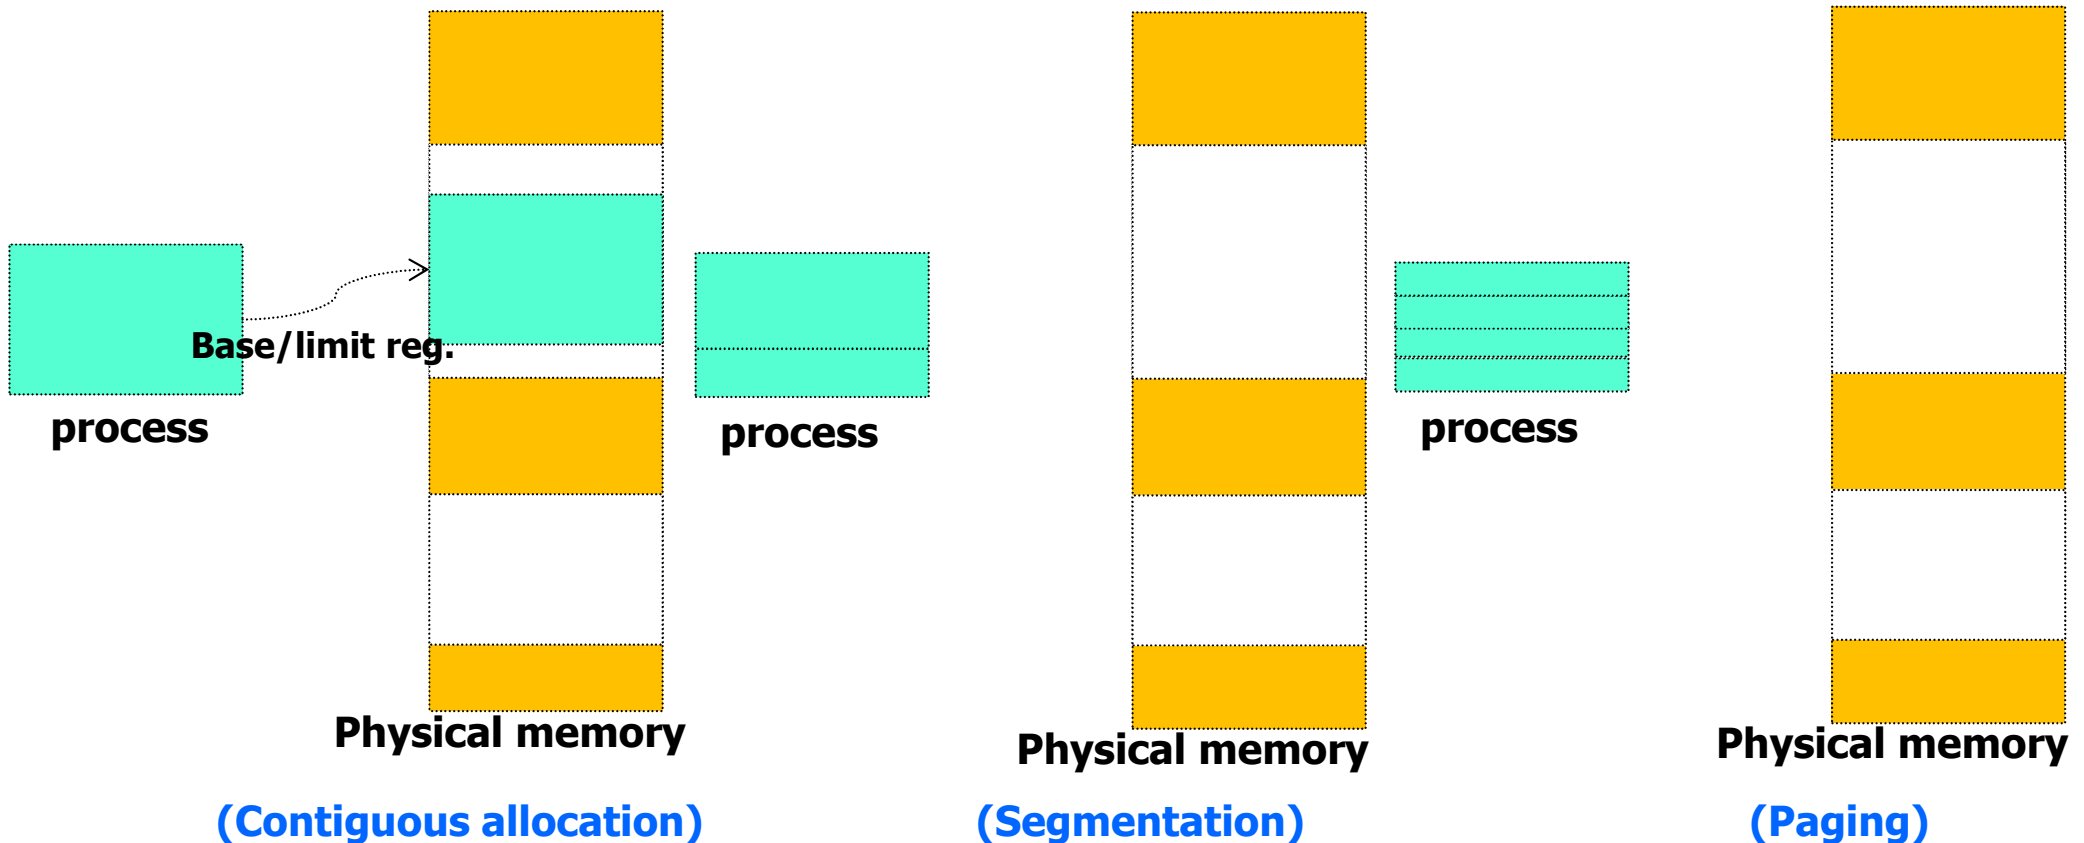 Base/limit reg.
process
Physical memory
(Contiguous allocation)
process
Physical memory
(Segmentation)
process
Physical memory
(Paging)